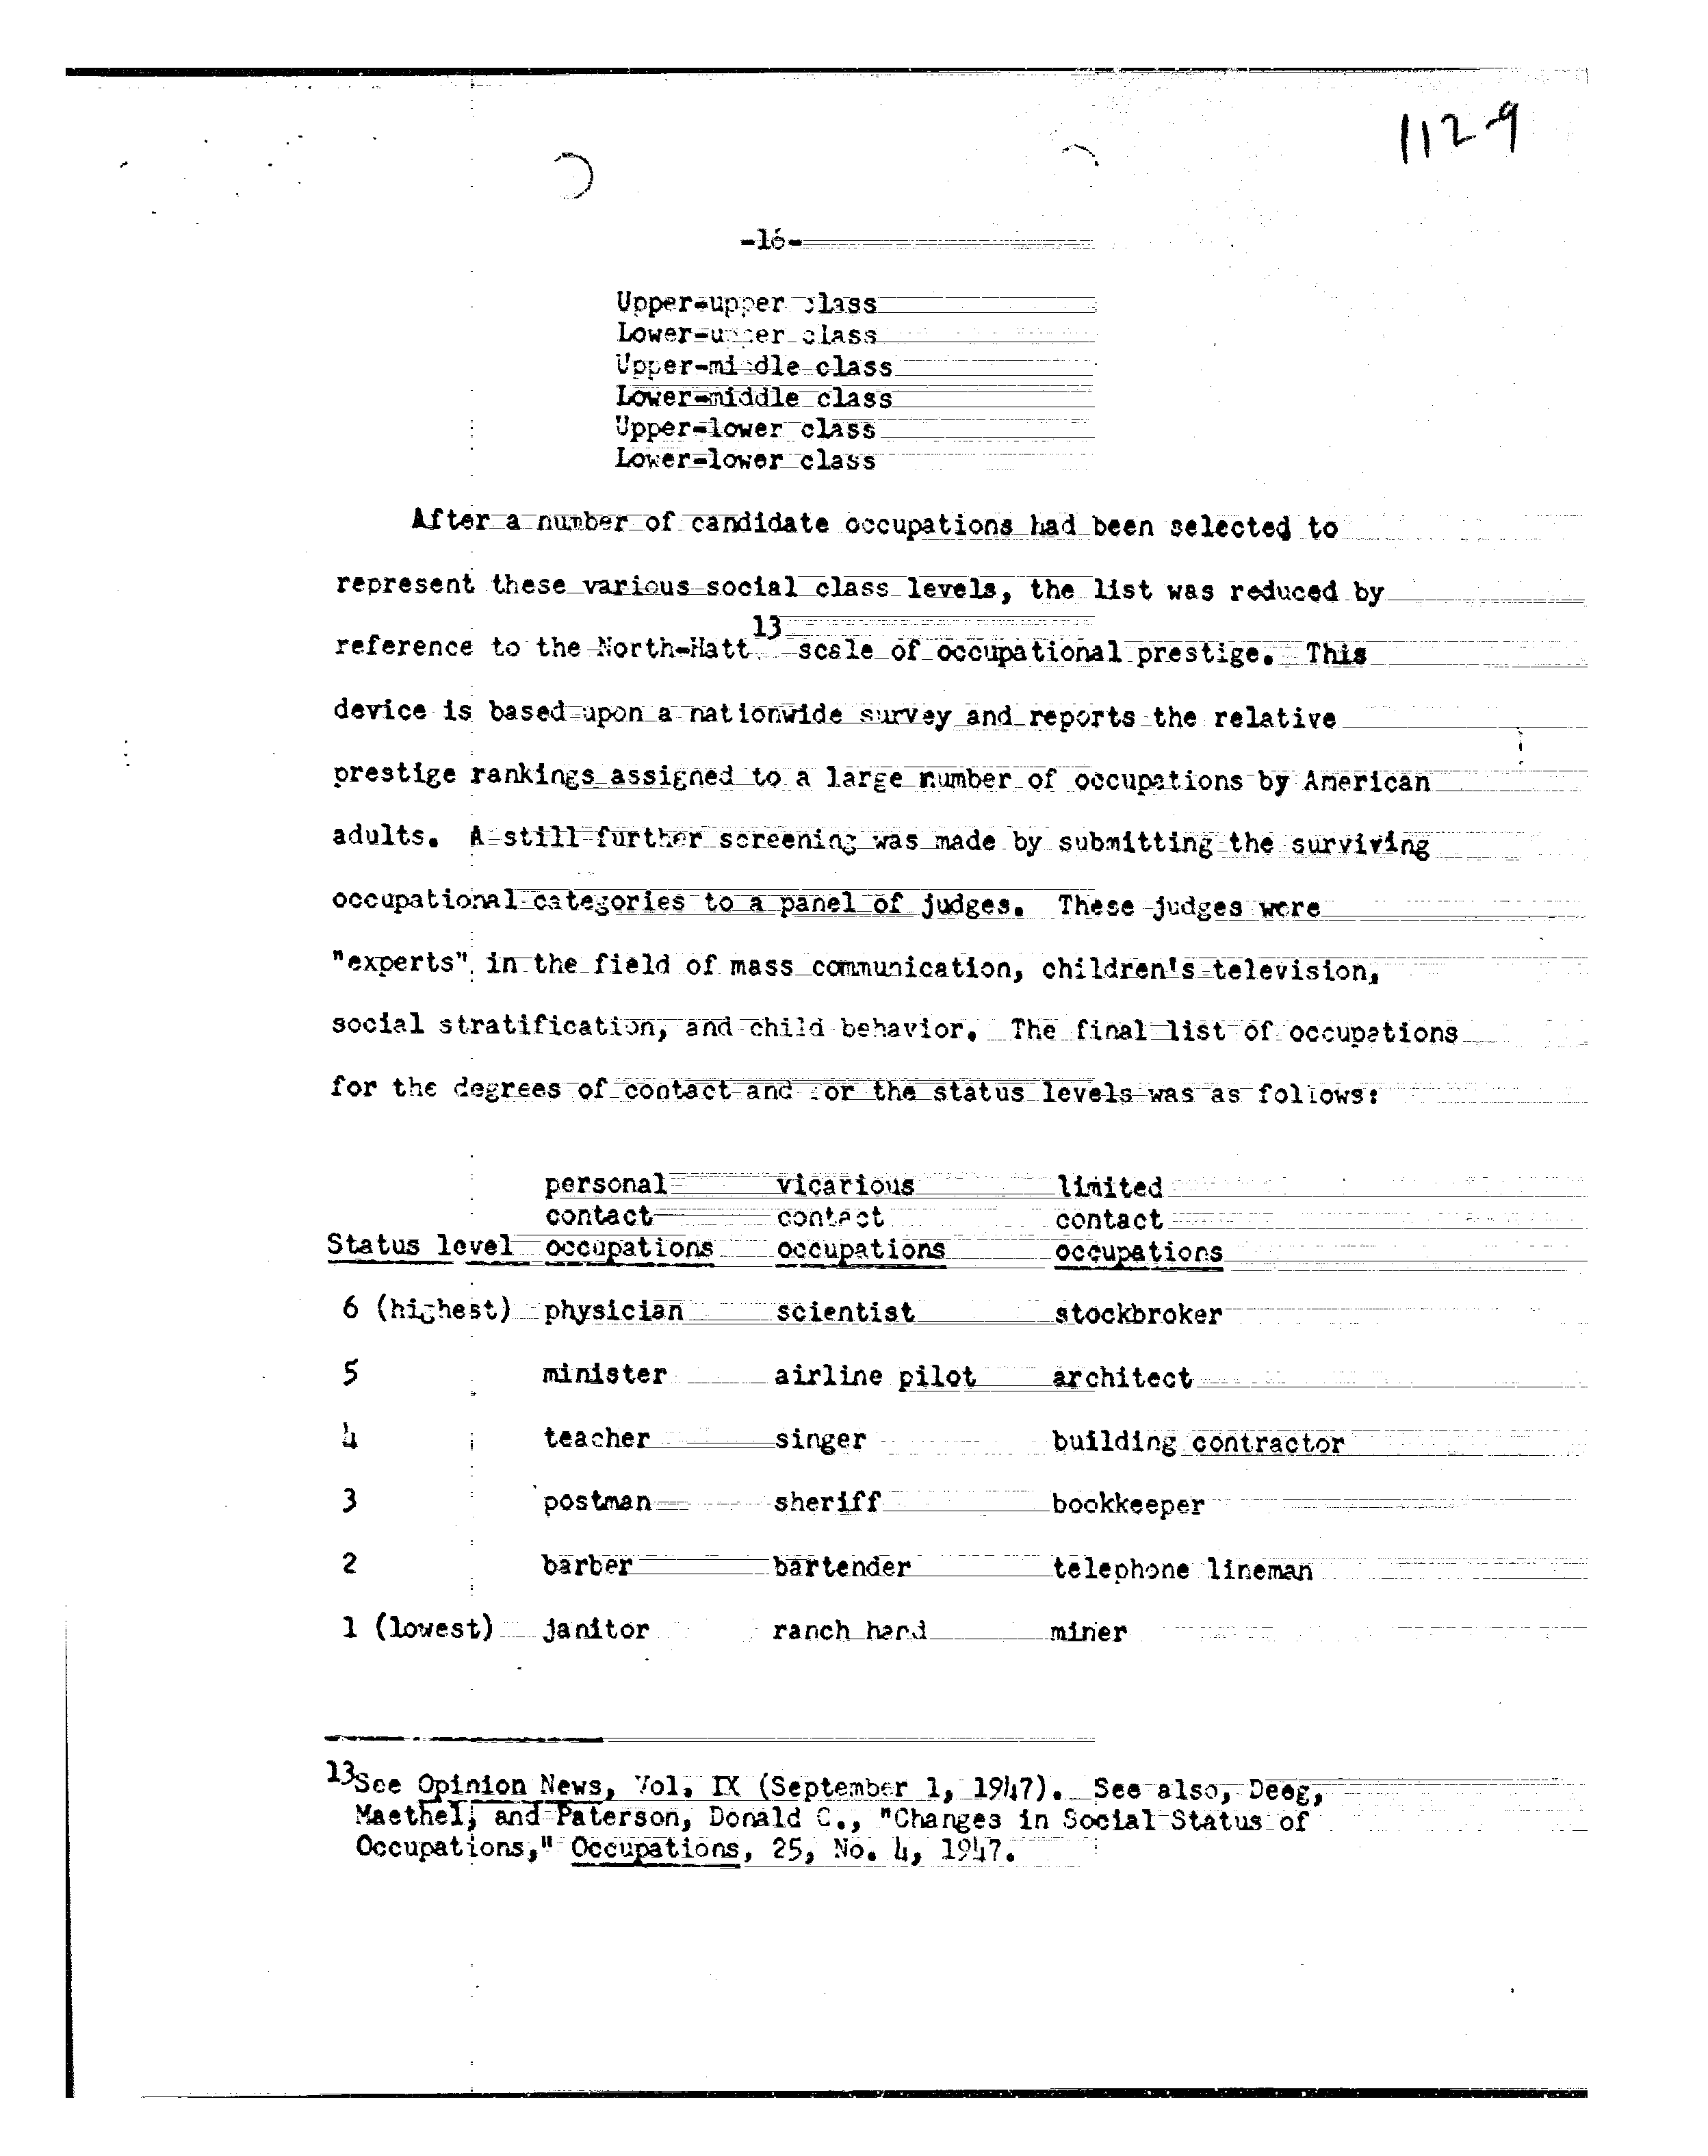 1129
-16-
Upper-upper class
Lower-upper class
Upper-middle class
Lower-middle class
Upper-lower class
Lower-lower class
After a number of candidate occupations had been selected to
represent these various social class levels, the list was reduced by
reference to the North-Hatt 13 scale of occupational prestige. This
device is based upon a nationwide survey and reports the relative
prestige rankings assigned to a large number of occupations by American
adults. A still further screening was made by submitting the surviving
occupational categories to a panel of judges. These judges were
"experts" in the field of mass communication, children's television,
social stratification, and child behavior. The final list of occupations
for the degrees of contact and for the status levels was as follows:
personal vicarious limited
contact contact contact
Status level occupations occupations occupations
6 (highest) physician scientist stockbroker
5 minister airline pilot architect
4 teacher singer building contractor
3 postman sheriff bookkeeper
2 barber bartender telephone lineman
1 (lowest) janitor ranch hand miner
13See Opinion News, Vol. IX (September 1, 1947). See also, Deeg,
Maethel, and Paterson, Donald G., "Changes in Social Status of
Occupations," Occupations, 25, No. 4, 1947.